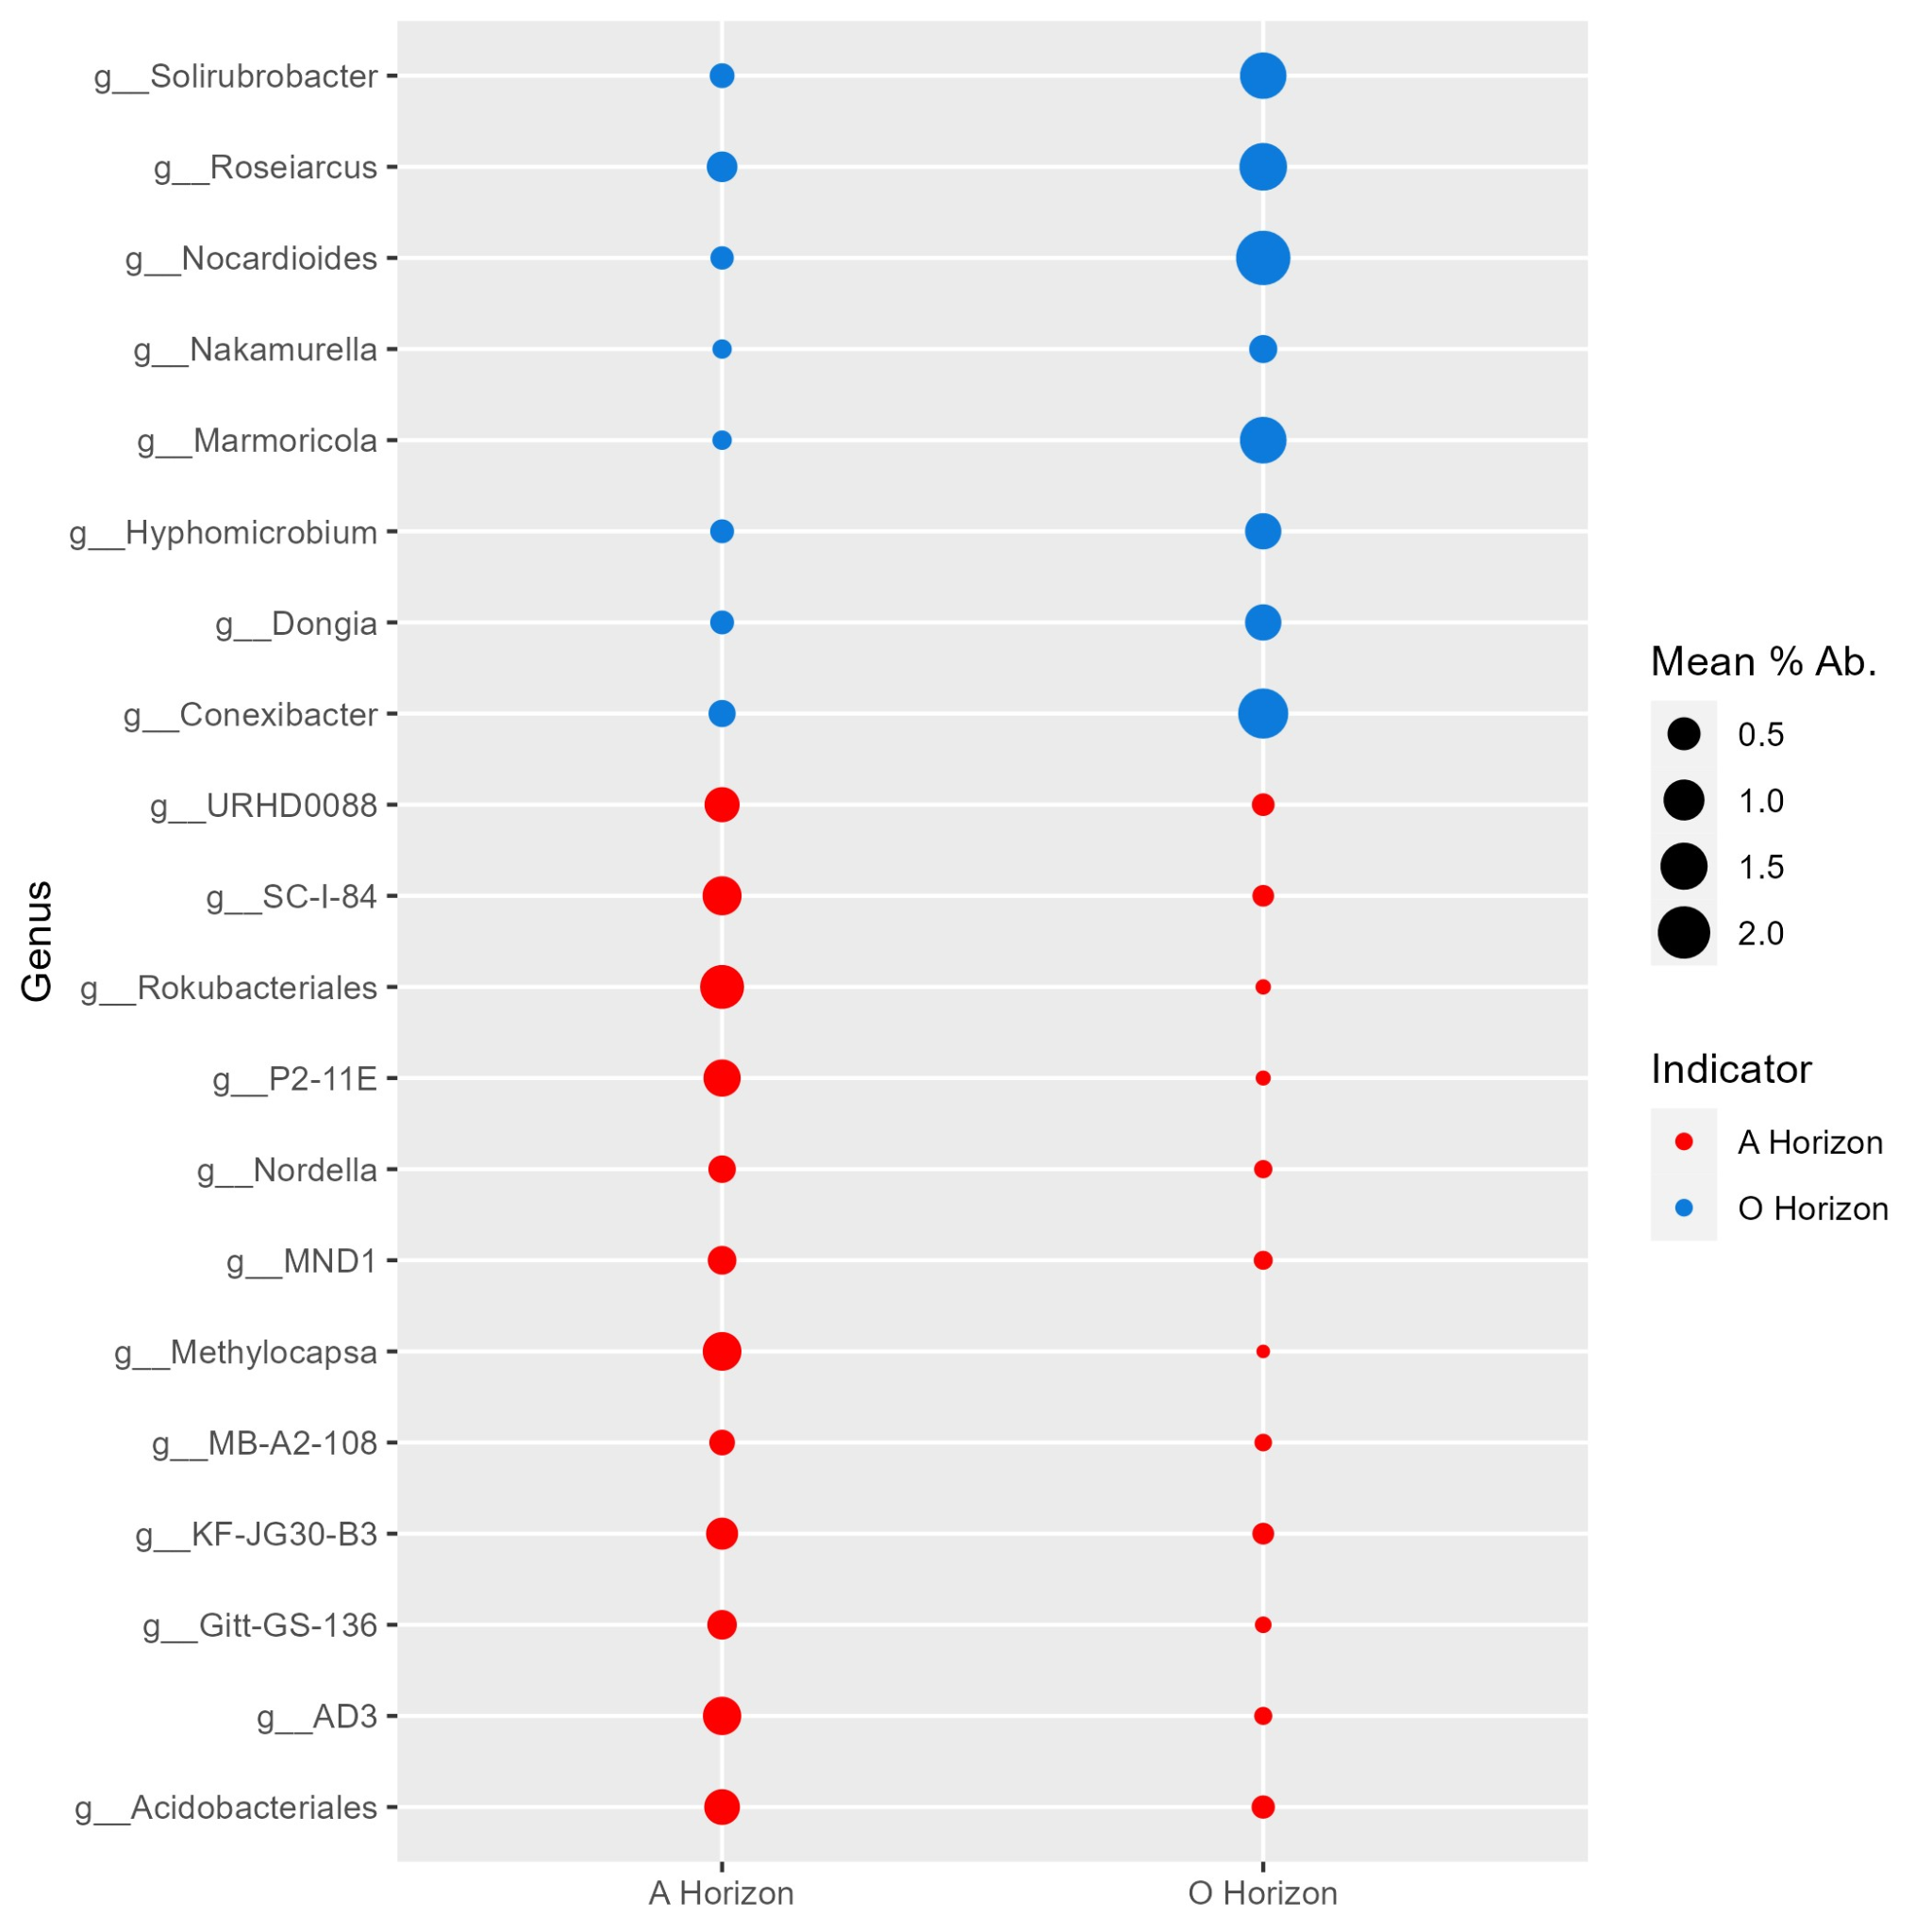 g__Solirubrobacter
g__Roseiarcus
g__Nocardioides
g__Nakamurella
g__Marmoricola
g__Hyphomicrobium
g__Dongia
g__Conexibacter
g__URHD0088
g__SC-I-84
g__Rokubacteriales
g__P2-11E
g__Nordella
g__MND1
g__Methylocapsa
g__MB-A2-108
g__KF-JG30-B3
g__Gitt-GS-136
g__AD3
g__Acidobacteriales
Genus
A Horizon
O Horizon
Mean % Ab.
0.5
1.0
1.5
2.0
Indicator
A Horizon
O Horizon